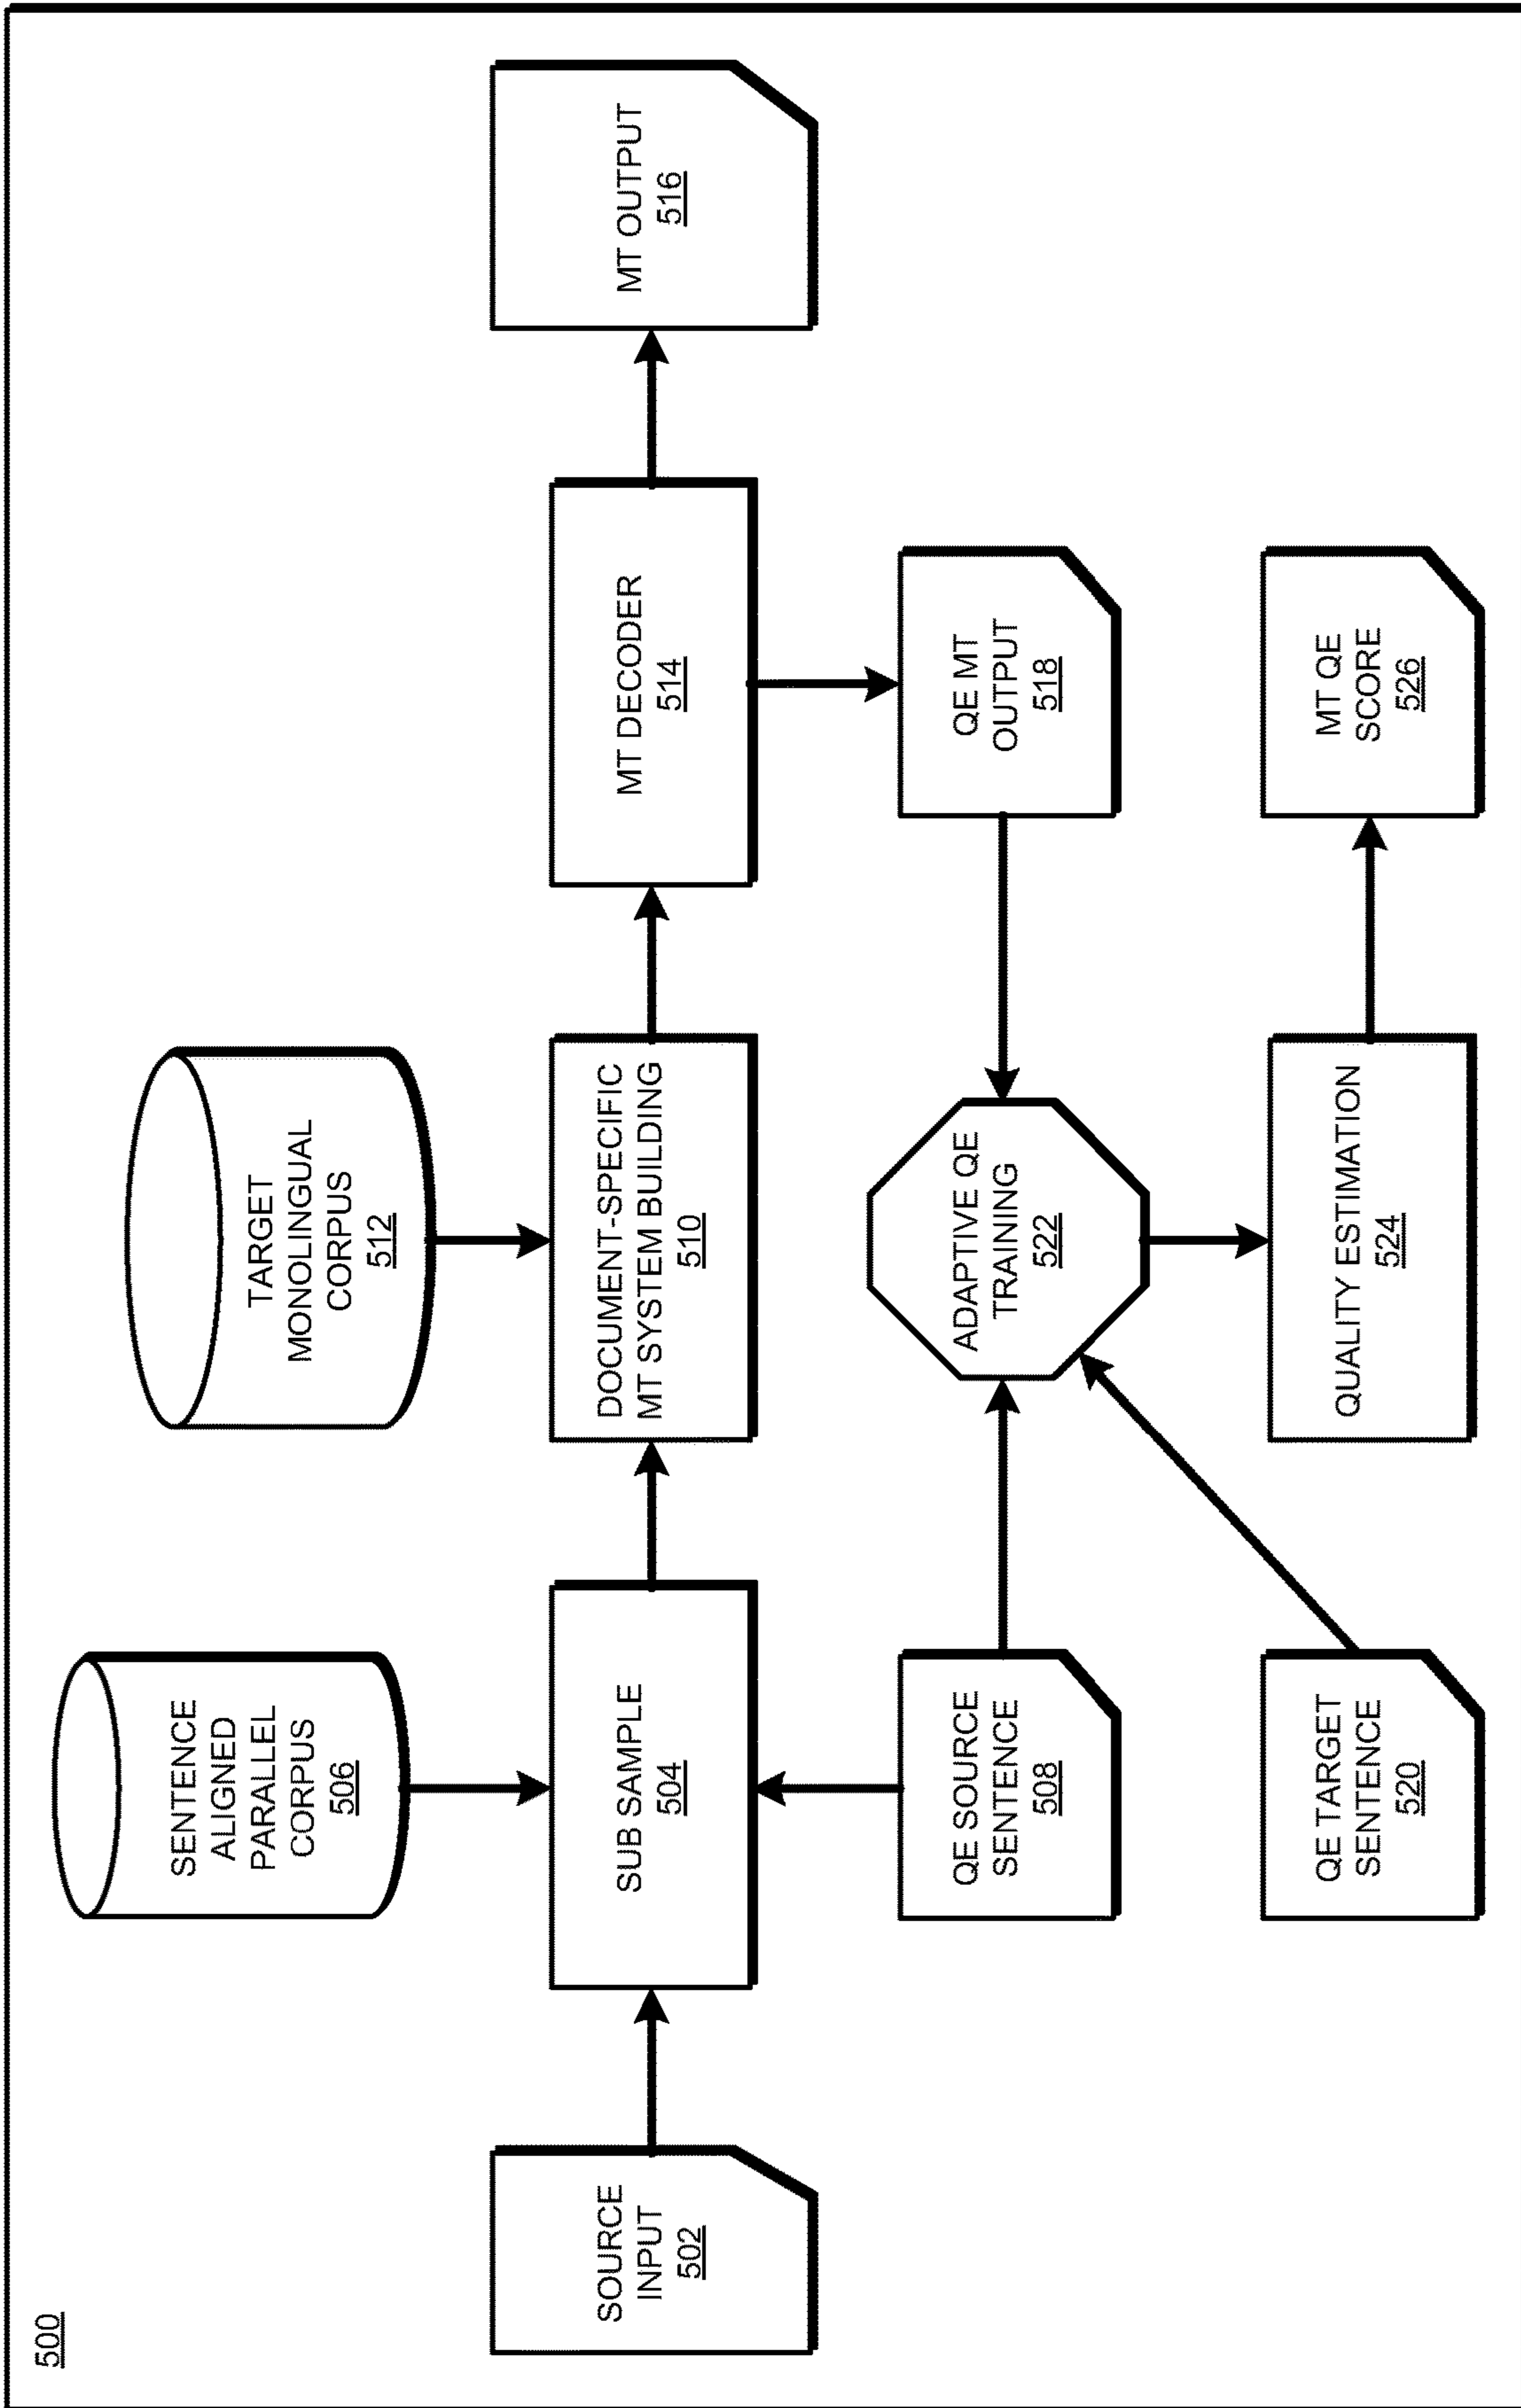 500
SENTENCE
ALIGNED
PARALLEL
CORPUS
506
TARGET
MONOLINGUAL
CORPUS
512
SOURCE
INPUT
502
SUB SAMPLE
504
DOCUMENT-SPECIFIC
MT SYSTEM BUILDING
510
MT DECODER
514
MT OUTPUT
516
QE SOURCE
SENTENCE
508
ADAPTIVE QE
TRAINING
522
QE MT
OUTPUT
518
QE TARGET
SENTENCE
520
QUALITY ESTIMATION
524
MT QE
SCORE
526